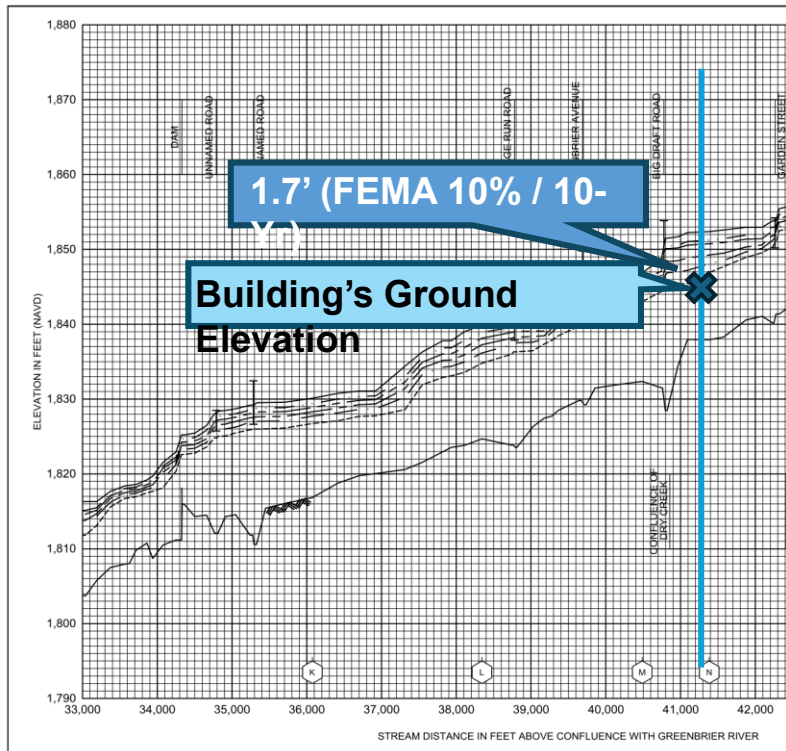 1,880
1,870
1,860
1,850
1,840
1,830
1,820
1,810
1,800
1,790
ELEVATION IN FEET (NAVD)
DAM
UNNAMED ROAD
NAMED ROAD
GE RUN ROAD
NBRIER AVENUE
BIG DRAFT ROAD
GARDEN STREET
1.7’ (FEMA 10% / 10-
Yr)
Building’s Ground
Elevation
CONFLUENCE OF
DRY CREEK
K
L
M
N
33,000
34,000
35,000
36,000
37,000
38,000
39,000
40,000
41,000
42,000
STREAM DISTANCE IN FEET ABOVE CONFLUENCE WITH GREENBRIER RIVER